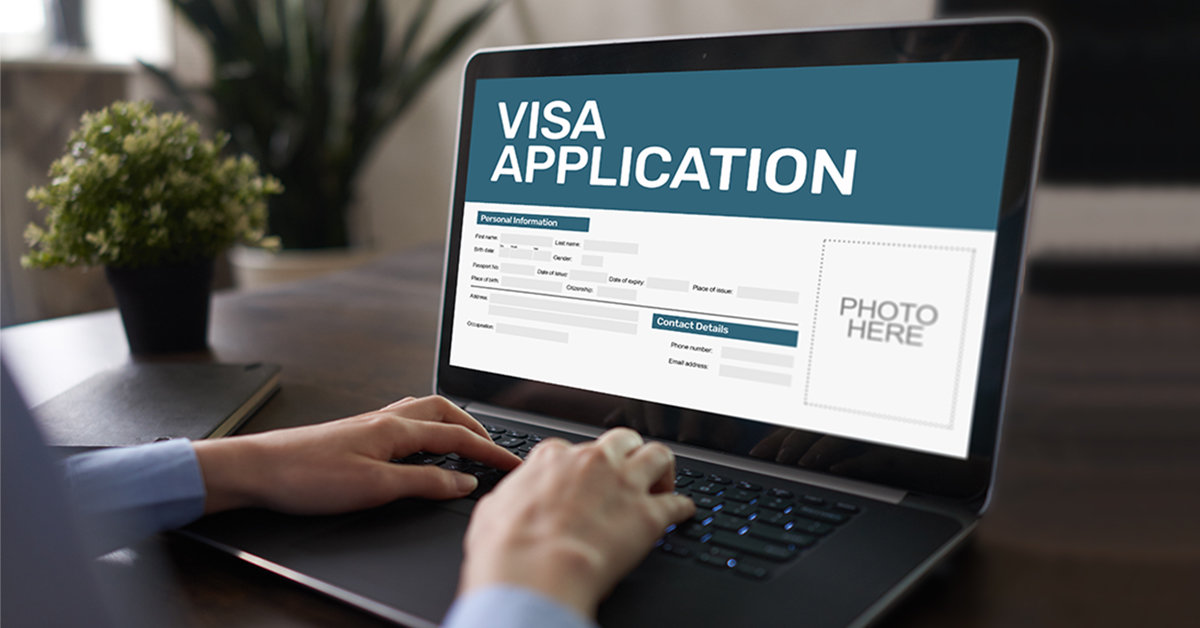 VISA
APPLICATION
Personal Information
First name: Last name:
Birth date: Gender:
Passport No: Date of issue: Date of expiry: Place of issue:
Place of birth: Citizenship:
Address:
Occupation:
Contact Details
Phone number:
Email address:
PHOTO
HERE